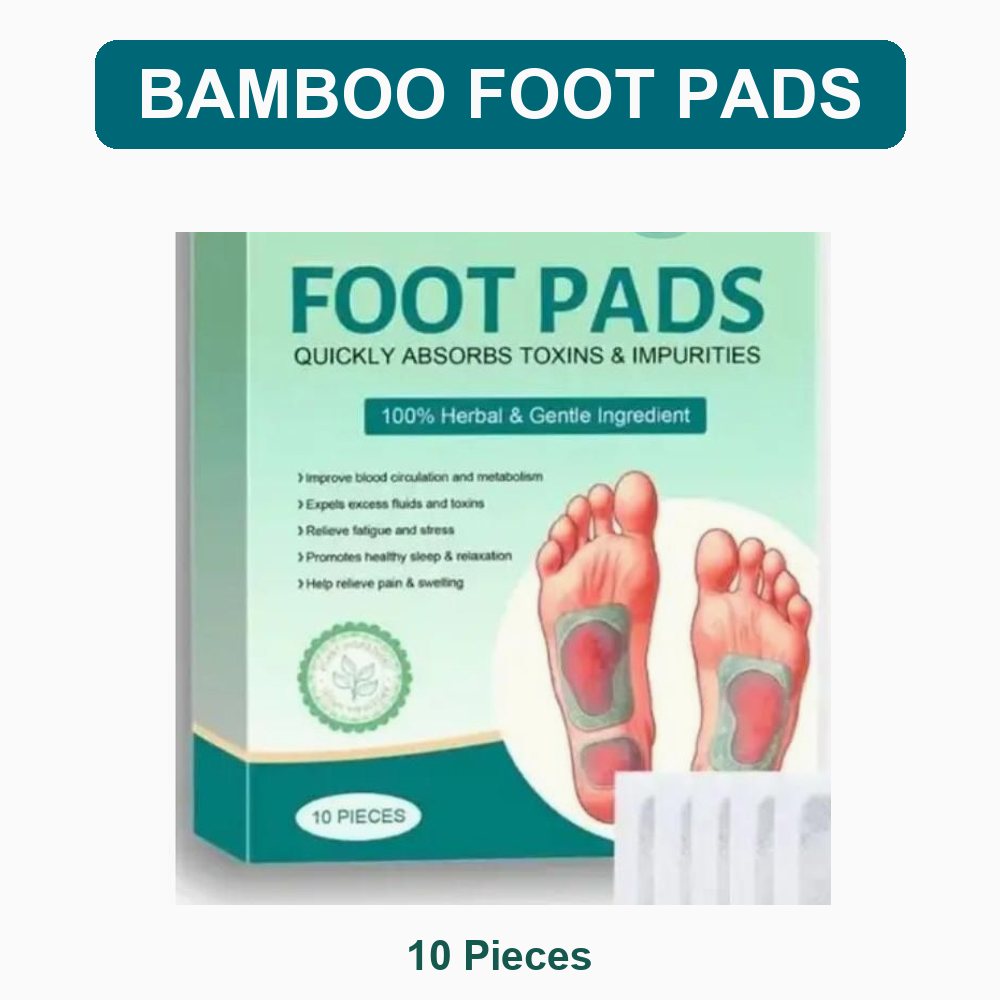 BAMBOO FOOT PADS
FOOT PADS
QUICKLY ABSORBS TOXINS & IMPURITIES
100% Herbal & Gentle Ingredient
› Improve blood circulation and metabolism
› Expels excess fluids and toxins
› Relieve fatigue and stress
› Promotes healthy sleep & relaxation
› Help relieve pain & swelling
10 PIECES
10 Pieces